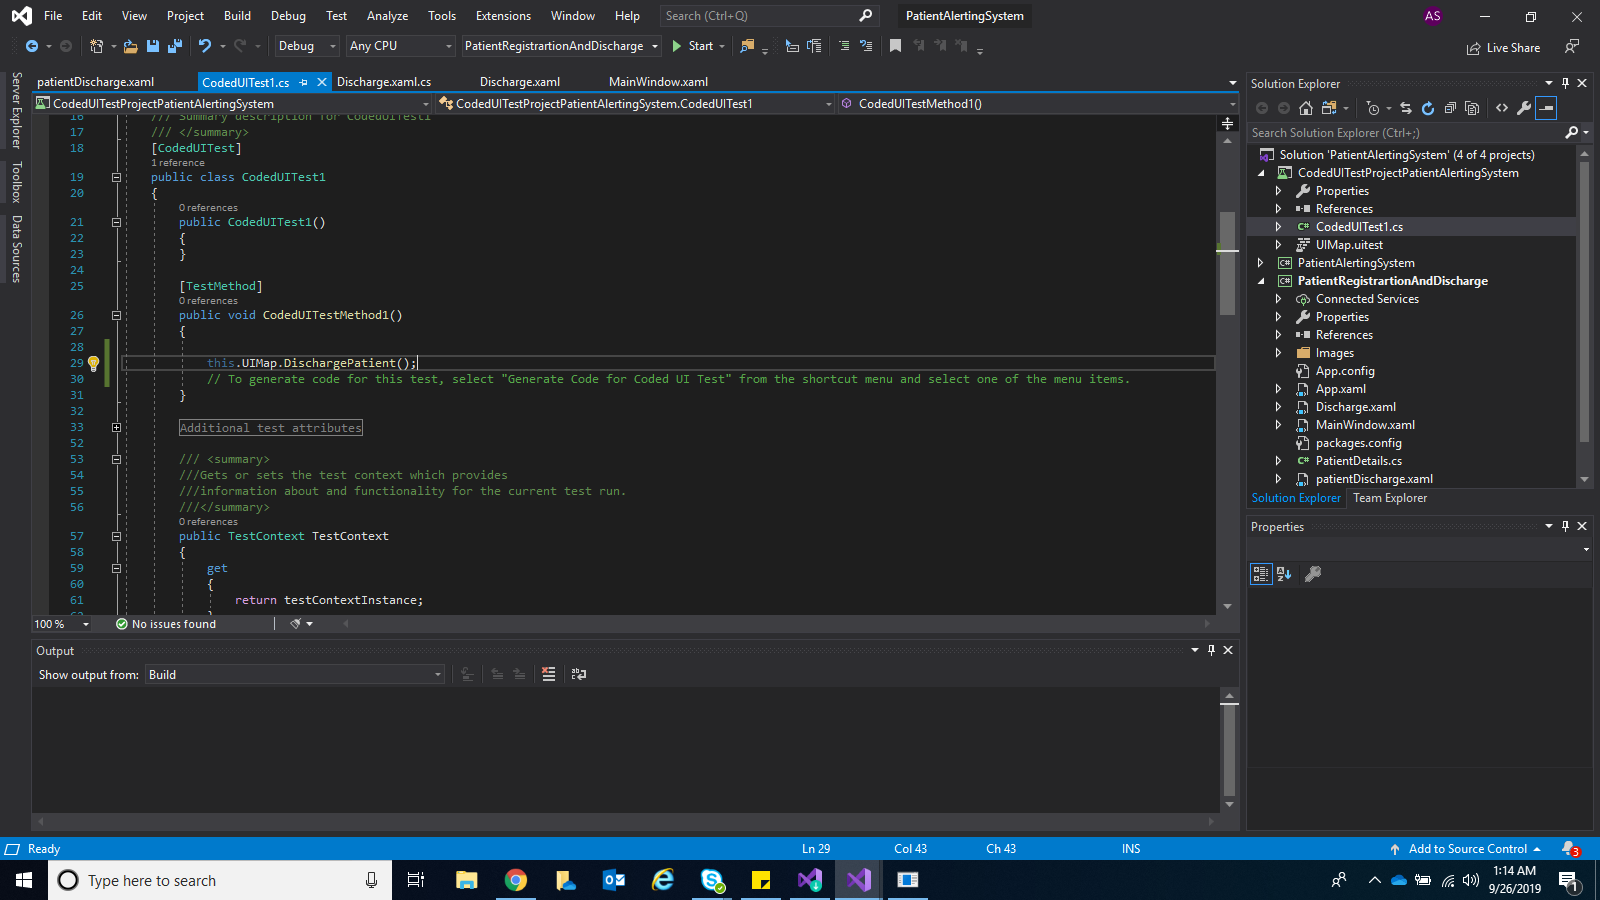 File Edit View Project Build Debug Test Analyze Tools Extensions Window Help Search (Ctrl+Q) PatientAlertingSystem AS
Debug Any CPU PatientRegistrartionAndDischarge Start Live Share
Server Explorer
Toolbox
Data Sources
patientDischarge.xaml CodedUITest1.cs Discharge.xaml.cs Discharge.xaml MainWindow.xaml
CodedUITestProjectPatientAlertingSystem CodedUITestProjectPatientAlertingSystem.CodedUITest1 CodedUITestMethod1()
16 /// Summary description for CodedUITest1
17 /// </summary>
18 [CodedUITest]
1 reference
19 public class CodedUITest1
20 {
0 references
21 public CodedUITest1()
22 {
23 }
24
25 [TestMethod]
0 references
26 public void CodedUITestMethod1()
27 {
28
29 this.UIMap.DischargePatient();
30 // To generate code for this test, select "Generate Code for Coded UI Test" from the shortcut menu and select one of the menu items.
31 }
32
33 Additional test attributes
52
53 /// <summary>
54 ///Gets or sets the test context which provides
55 ///information about and functionality for the current test run.
56 ///</summary>
0 references
57 public TestContext TestContext
58 {
59 get
60 {
61 return testContextInstance;
62 }
100 % No issues found
Output
Show output from: Build
Solution Explorer
Search Solution Explorer (Ctrl+;)
Solution 'PatientAlertingSystem' (4 of 4 projects)
CodedUITestProjectPatientAlertingSystem
Properties
References
CodedUITest1.cs
UIMap.uitest
PatientAlertingSystem
PatientRegistrartionAndDischarge
Connected Services
Properties
References
Images
App.config
App.xaml
Discharge.xaml
MainWindow.xaml
packages.config
PatientDetails.cs
patientDischarge.xaml
Solution Explorer Team Explorer
Properties
Ready Ln 29 Col 43 Ch 43 INS Add to Source Control 3
Type here to search
1:14 AM
9/26/2019
1